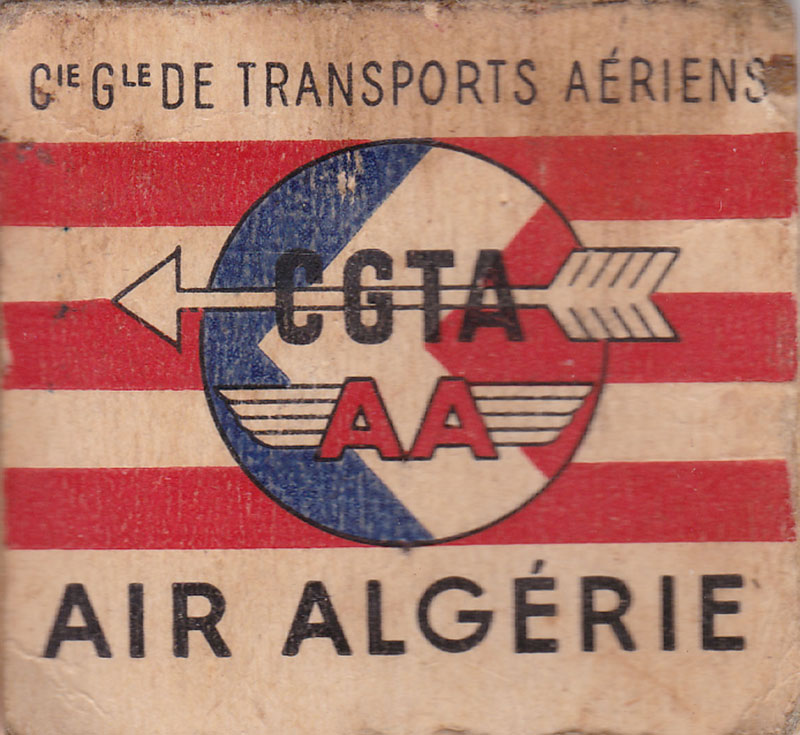 Cie Gle DE TRANSPORTS AÉRIENS
CGTA
AA
AIR ALGÉRIE